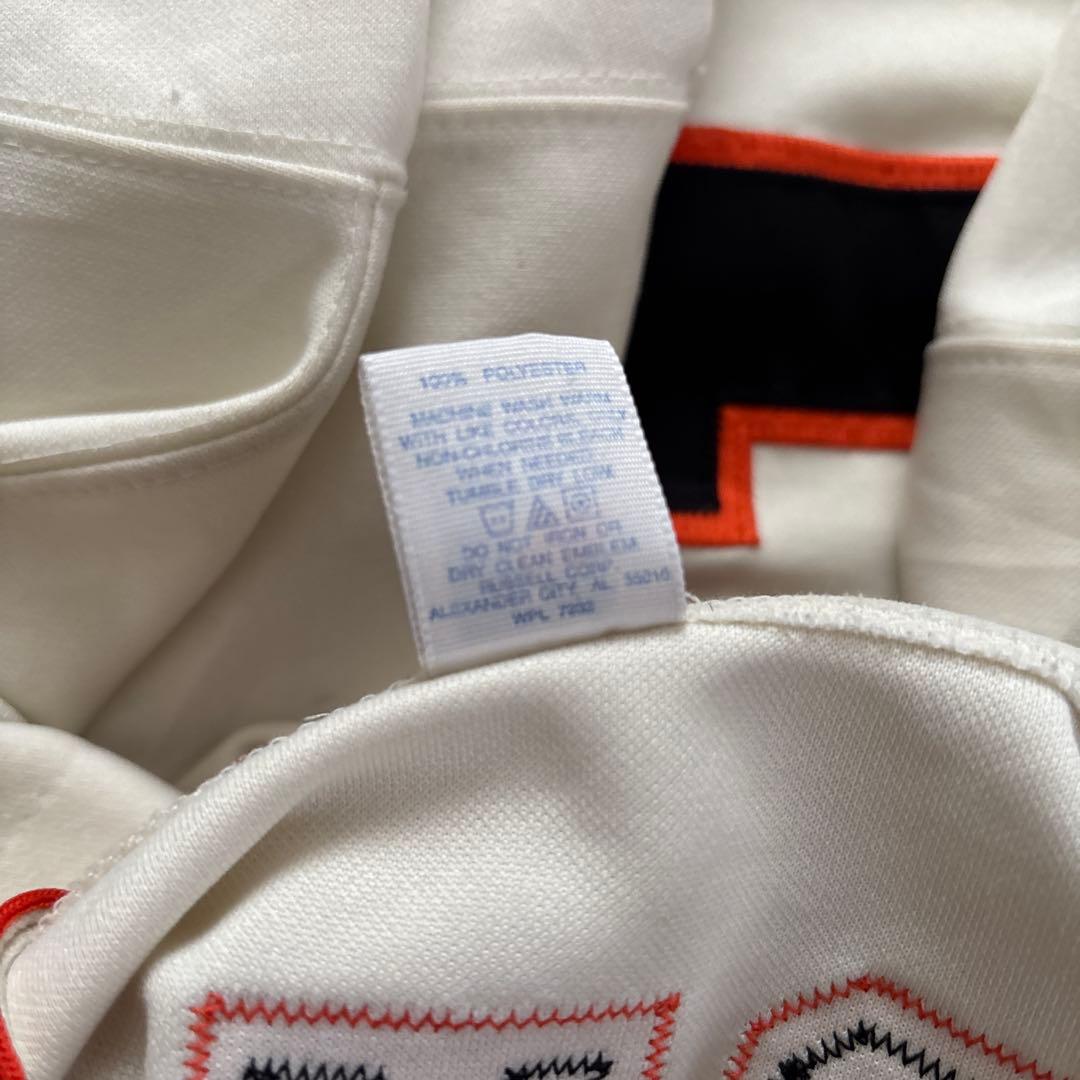 100% POLYESTER
MACHINE WASH WARM
WITH LIKE COLORS ONLY
NON-CHLORINE BLEACH
WHEN NEEDED
TUMBLE DRY LOW
DO NOT IRON OR
DRY CLEAN EMBLEM
RUSSELL CORP
ALEXANDER CITY, AL 35010
WPL 7232